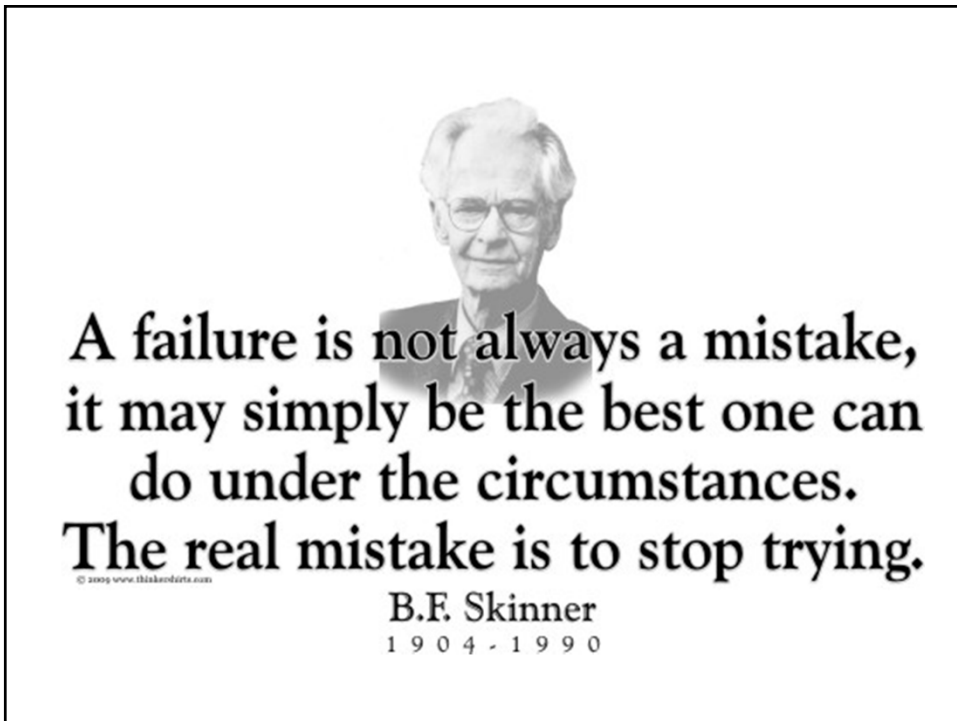 A failure is not always a mistake,
it may simply be the best one can
do under the circumstances.
The real mistake is to stop trying.
© 2009 www.thinkershirts.com
B.F. Skinner
1904-1990